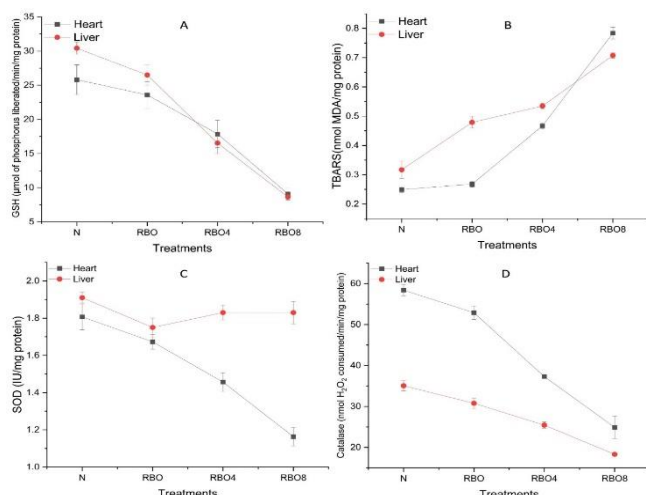 A
Heart
Liver
GSH (µmol of phosphorus liberated/min/mg protein)
35
30
25
20
15
10
5
N
RBO
RBO4
RBO8
Treatments
B
Heart
Liver
TBARS(nmol MDA/mg protein)
0.8
0.7
0.6
0.5
0.4
0.3
0.2
N
RBO
RBO4
RBO8
Treatments
C
Heart
Liver
SOD (IU/mg protein)
2.0
1.8
1.6
1.4
1.2
1.0
N
RBO
RBO4
RBO8
Treatments
D
Heart
Liver
Catalase (nmol H₂O₂ consumed/min/mg protein)
60
50
40
30
20
N
RBO
RBO4
RBO8
Treatments